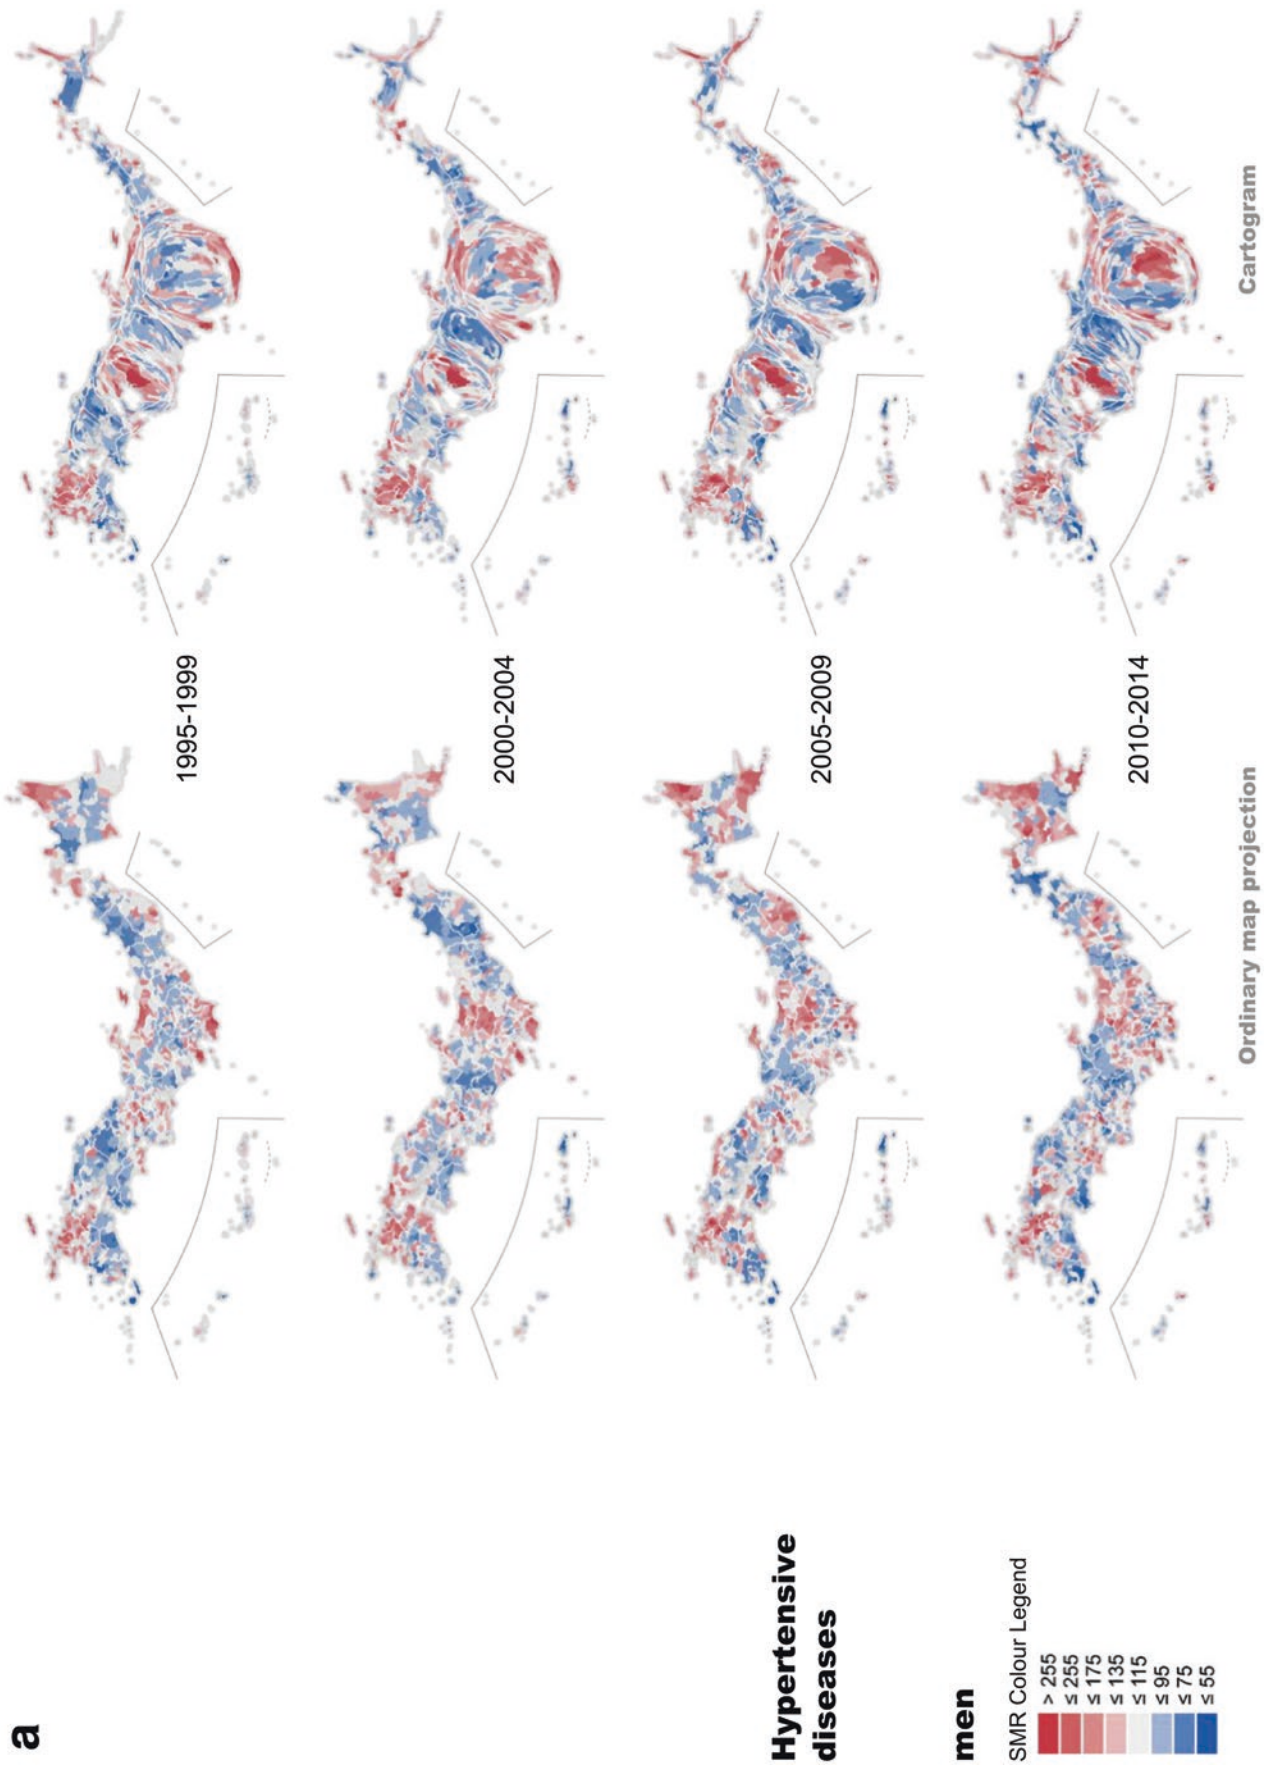 a
Hypertensive
diseases
men
SMR Colour Legend
> 255
≤ 255
≤ 175
≤ 135
≤ 115
≤ 95
≤ 75
≤ 55
1995-1999
2000-2004
2005-2009
2010-2014
Ordinary map projection
Cartogram